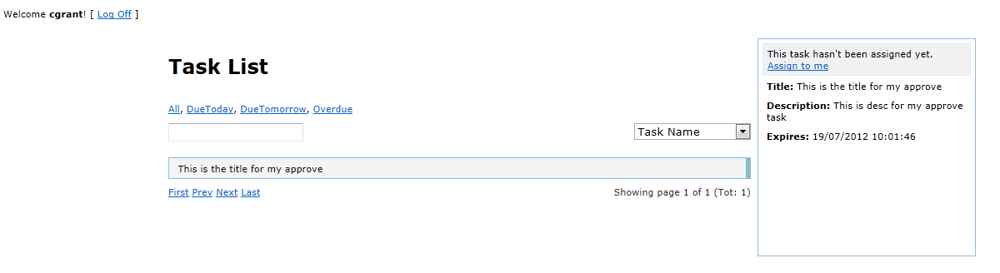 Welcome cgrant! [ Log Off ]
Task List
All, DueToday, DueTomorrow, Overdue
Task Name
This is the title for my approve
First Prev Next Last
Showing page 1 of 1 (Tot: 1)
This task hasn't been assigned yet.
Assign to me
Title: This is the title for my approve
Description: This is desc for my approve
task
Expires: 19/07/2012 10:01:46